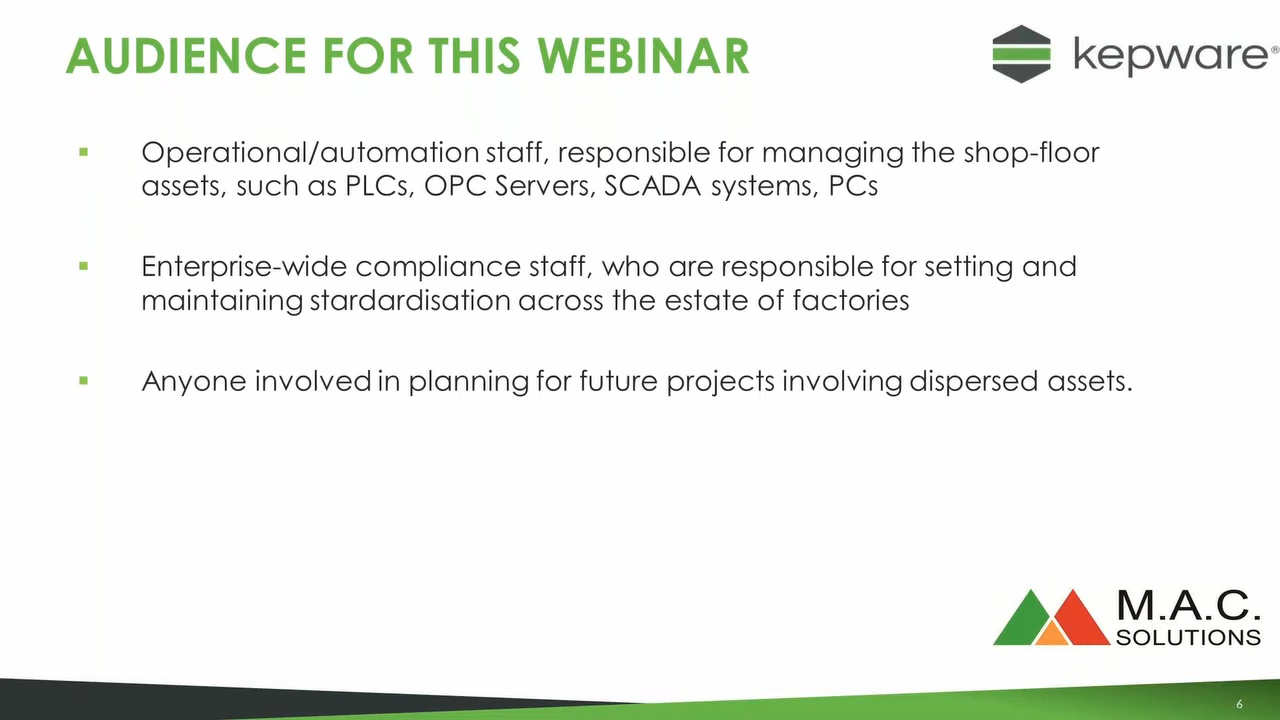 AUDIENCE FOR THIS WEBINAR
kepware®
▪ Operational/automation staff, responsible for managing the shop-floor
assets, such as PLCs, OPC Servers, SCADA systems, PCs
▪ Enterprise-wide compliance staff, who are responsible for setting and
maintaining stardardisation across the estate of factories
▪ Anyone involved in planning for future projects involving dispersed assets.
M.A.C.
SOLUTIONS
6